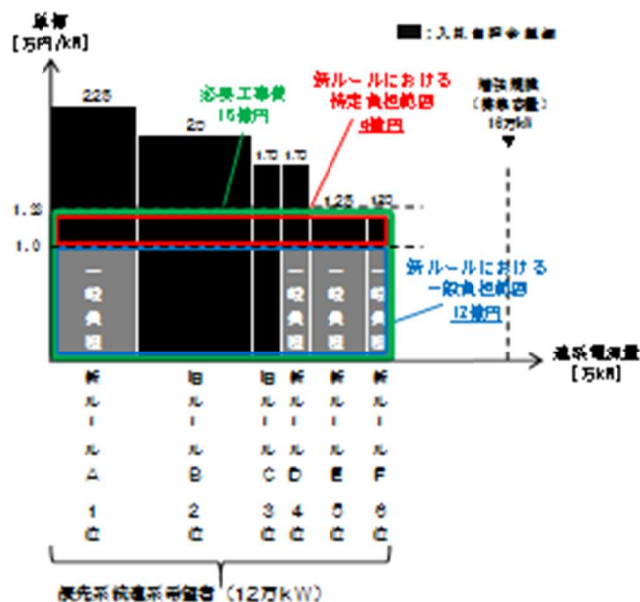 単価
[万円/kW]
■:入札負担金単価
225
25
1.75
1.75
1.25
1.25
必要工事費
16億円
新ルールにおける
特定負担範囲
4億円
増強規模
(募集容量)
16万kW
1.33
1.0
新ルールにおける
一般負担範囲
12億円
一般負担
一般負担
一般負担
一般負担
連系電源量
[万kW]
新ルールA
旧ルールB
旧ルールC
新ルールD
新ルールE
新ルールF
1位
2位
3位
4位
5位
6位
優先系統連系希望者(12万kW)